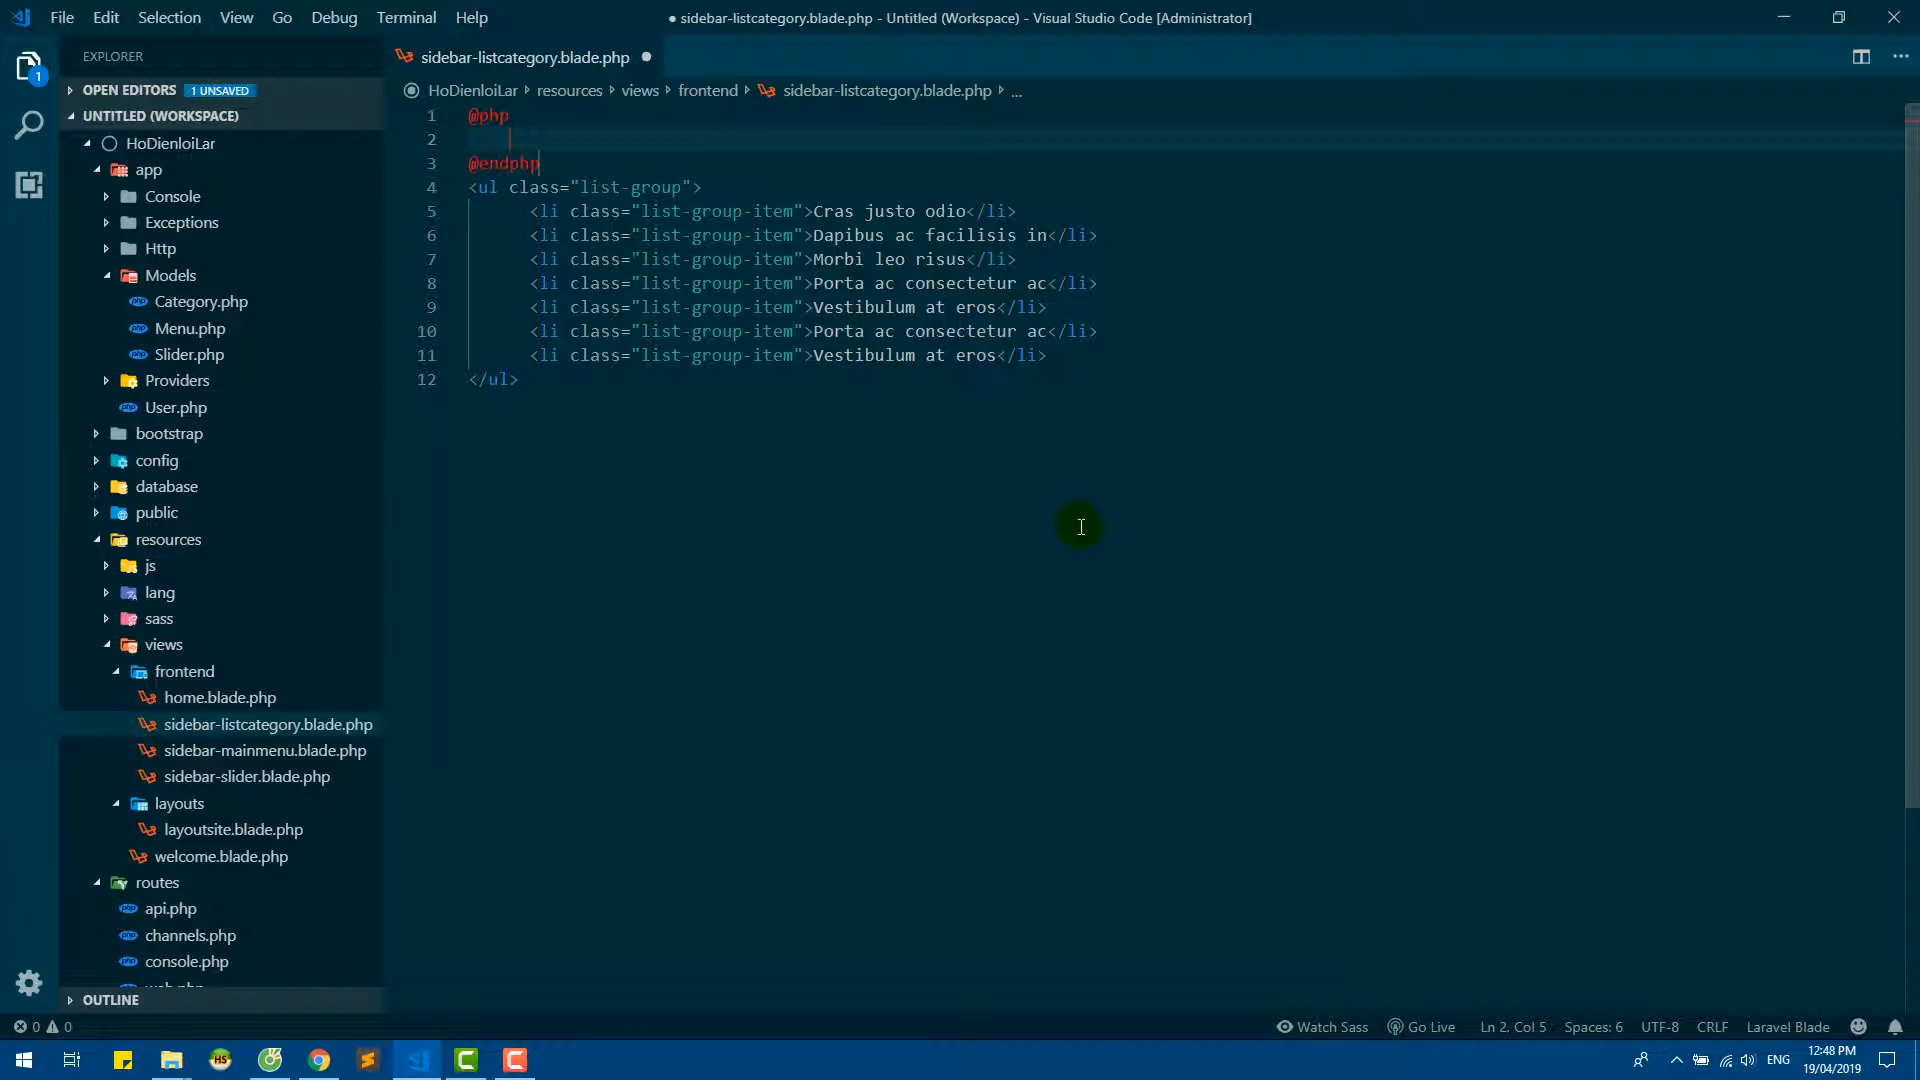 File Edit Selection View Go Debug Terminal Help
● sidebar-listcategory.blade.php - Untitled (Workspace) - Visual Studio Code [Administrator]
1
EXPLORER
OPEN EDITORS 1 UNSAVED
UNTITLED (WORKSPACE)
HoDienloiLar
app
Console
Exceptions
Http
Models
Category.php
Menu.php
Slider.php
Providers
User.php
bootstrap
config
database
public
resources
js
lang
sass
views
frontend
home.blade.php
sidebar-listcategory.blade.php
sidebar-mainmenu.blade.php
sidebar-slider.blade.php
layouts
layoutsite.blade.php
welcome.blade.php
routes
api.php
channels.php
console.php
OUTLINE
sidebar-listcategory.blade.php
HoDienloiLar resources views frontend sidebar-listcategory.blade.php ...
1 @php
2
3 @endphp
4 <ul class="list-group">
5 <li class="list-group-item">Cras justo odio</li>
6 <li class="list-group-item">Dapibus ac facilisis in</li>
7 <li class="list-group-item">Morbi leo risus</li>
8 <li class="list-group-item">Porta ac consectetur ac</li>
9 <li class="list-group-item">Vestibulum at eros</li>
10 <li class="list-group-item">Porta ac consectetur ac</li>
11 <li class="list-group-item">Vestibulum at eros</li>
12 </ul>
0 0
Watch Sass Go Live Ln 2, Col 5 Spaces: 6 UTF-8 CRLF Laravel Blade
HS
ENG
12:48 PM
19/04/2019